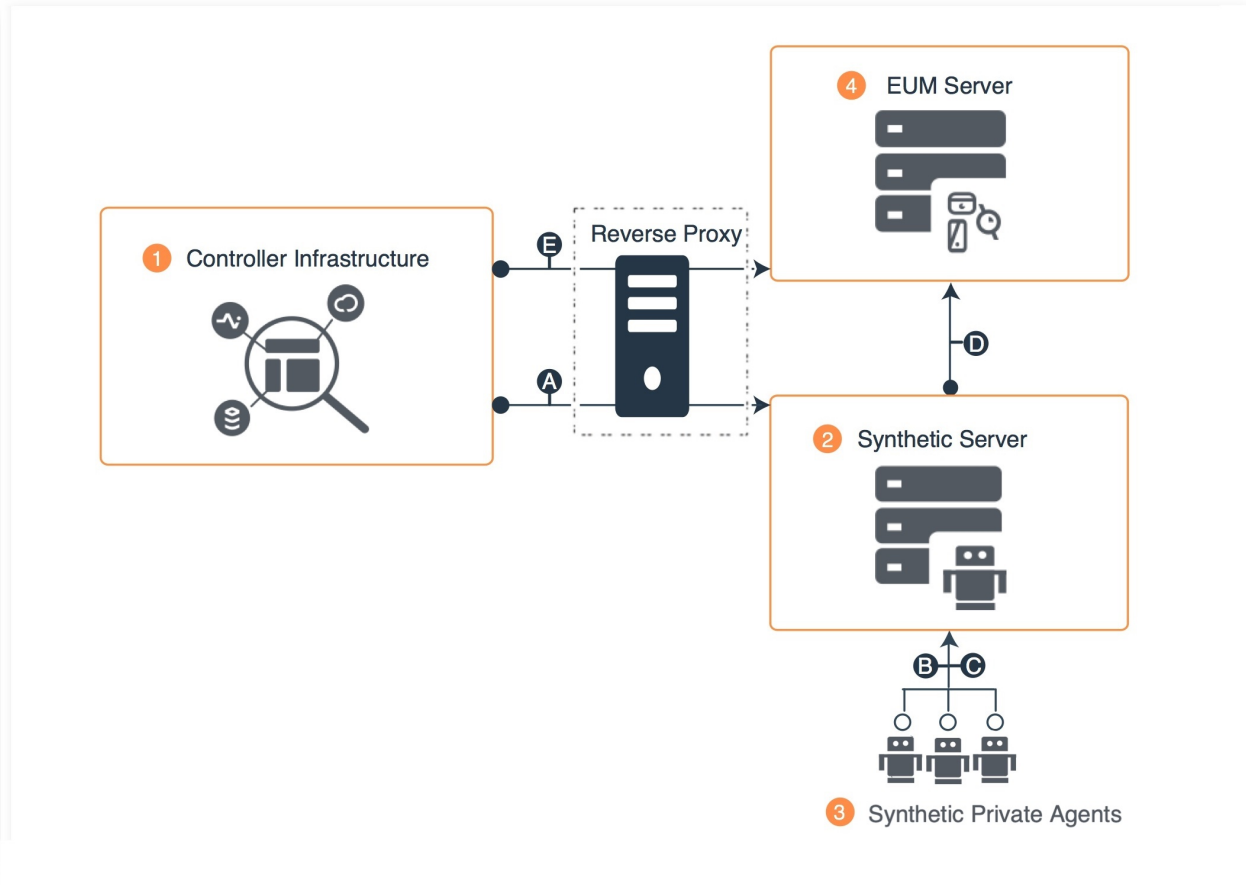 4 EUM Server
Reverse Proxy
E
1 Controller Infrastructure
D
A
2 Synthetic Server
B C
3 Synthetic Private Agents